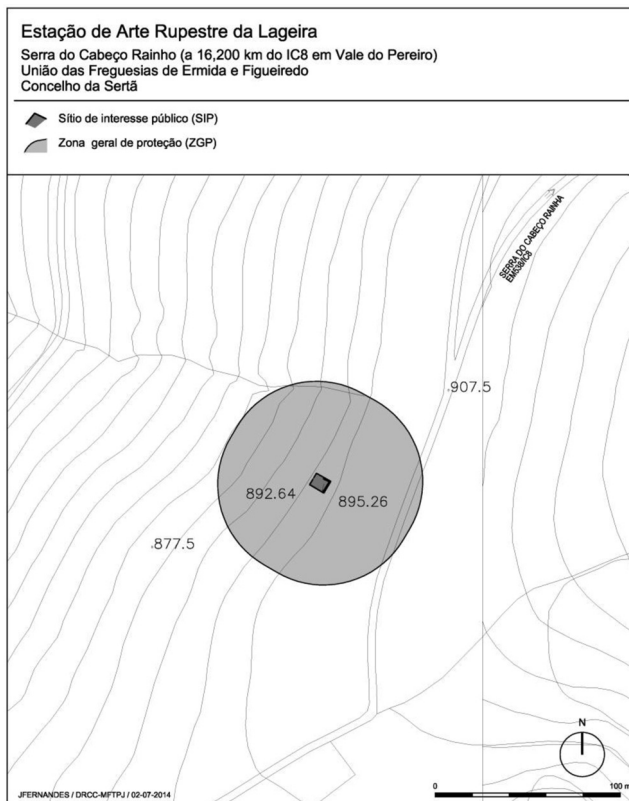 Estação de Arte Rupestre da Lageira
Serra do Cabeço Rainho (a 16,200 km do IC8 em Vale do Pereiro)
União das Freguesias de Ermida e Figueiredo
Concelho da Sertã
Sítio de interesse público (SIP)
Zona geral de proteção (ZGP)
SERRA DO CABEÇO RAINHA
EM538/IC8
907.5
892.64
895.26
877.5
N
0
100 m
JFERNANDES / DRCC-MFTPJ / 02-07-2014